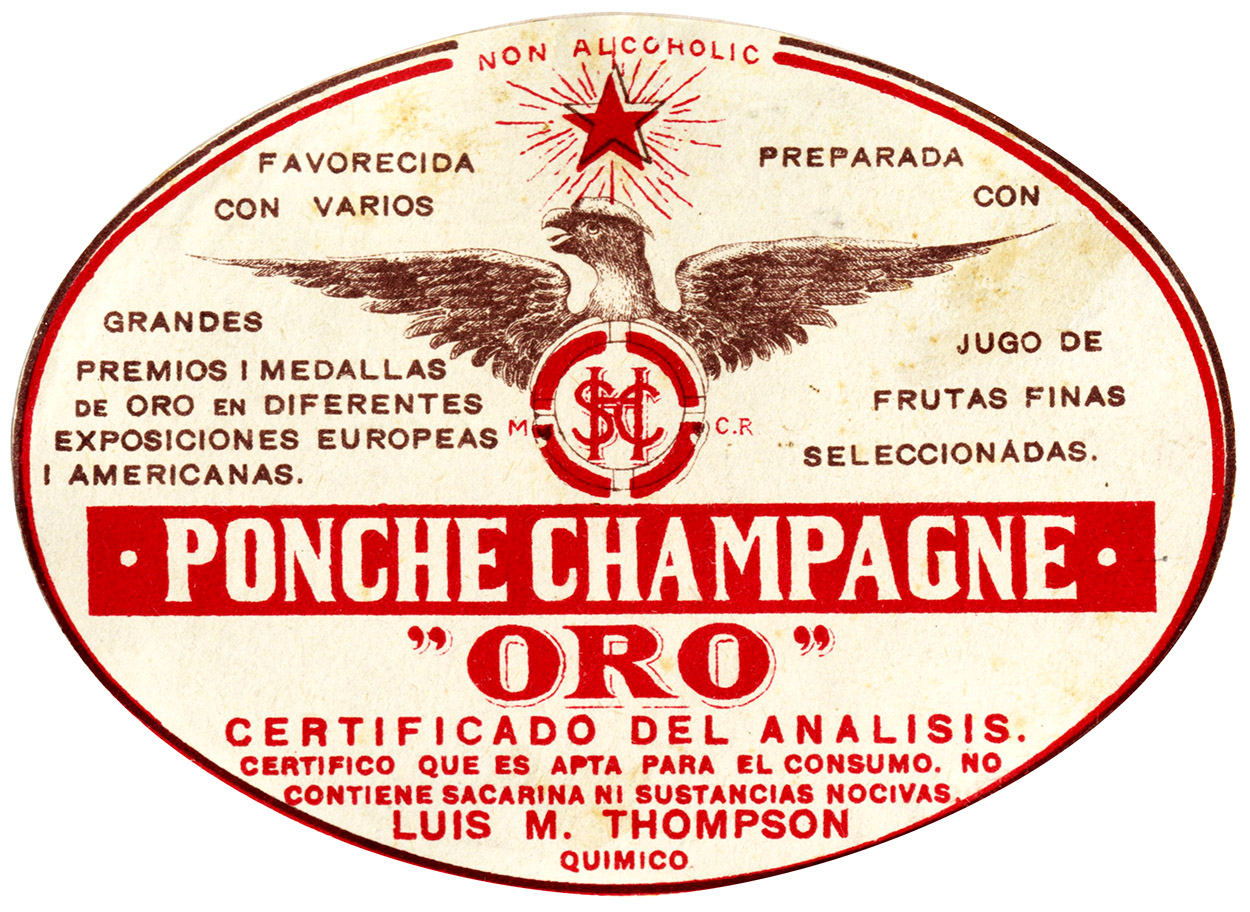 NON ALCOHOLIC
FAVORECIDA
CON VARIOS
GRANDES
PREMIOS I MEDALLAS
DE ORO EN DIFERENTES
EXPOSICIONES EUROPEAS
I AMERICANAS.
PREPARADA
CON
JUGO DE
FRUTAS FINAS
SELECCIONÁDAS.
M
C.R
· PONCHE CHAMPAGNE ·
”ORO”
CERTIFICADO DEL ANALISIS.
CERTIFICO QUE ES APTA PARA EL CONSUMO. NO
CONTIENE SACARINA NI SUSTANCIAS NOCIVAS.
LUIS M. THOMPSON
QUIMICO